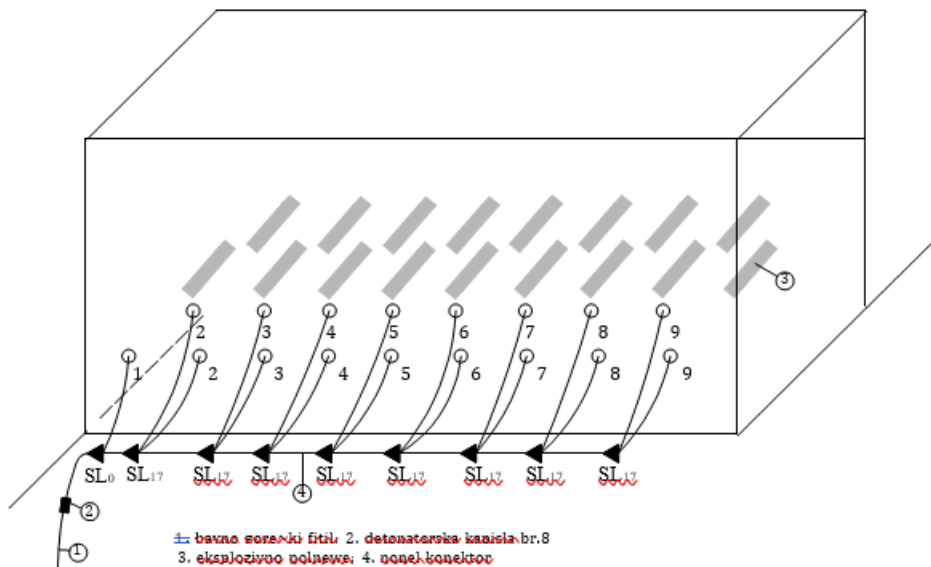 3
2 3 4 5 6 7 8 9
1 2 3 4 5 6 7 8 9
SL₀ SL₁₇ SL₁₇ SL₁₇ SL₁₇ SL₁₇ SL₁₇ SL₁₇ SL₁₇
4
2
1
1. bavno fitil; 2. detonatorska kapisla br.8
3. eksplozivno polnewe; 4. nonel konektor